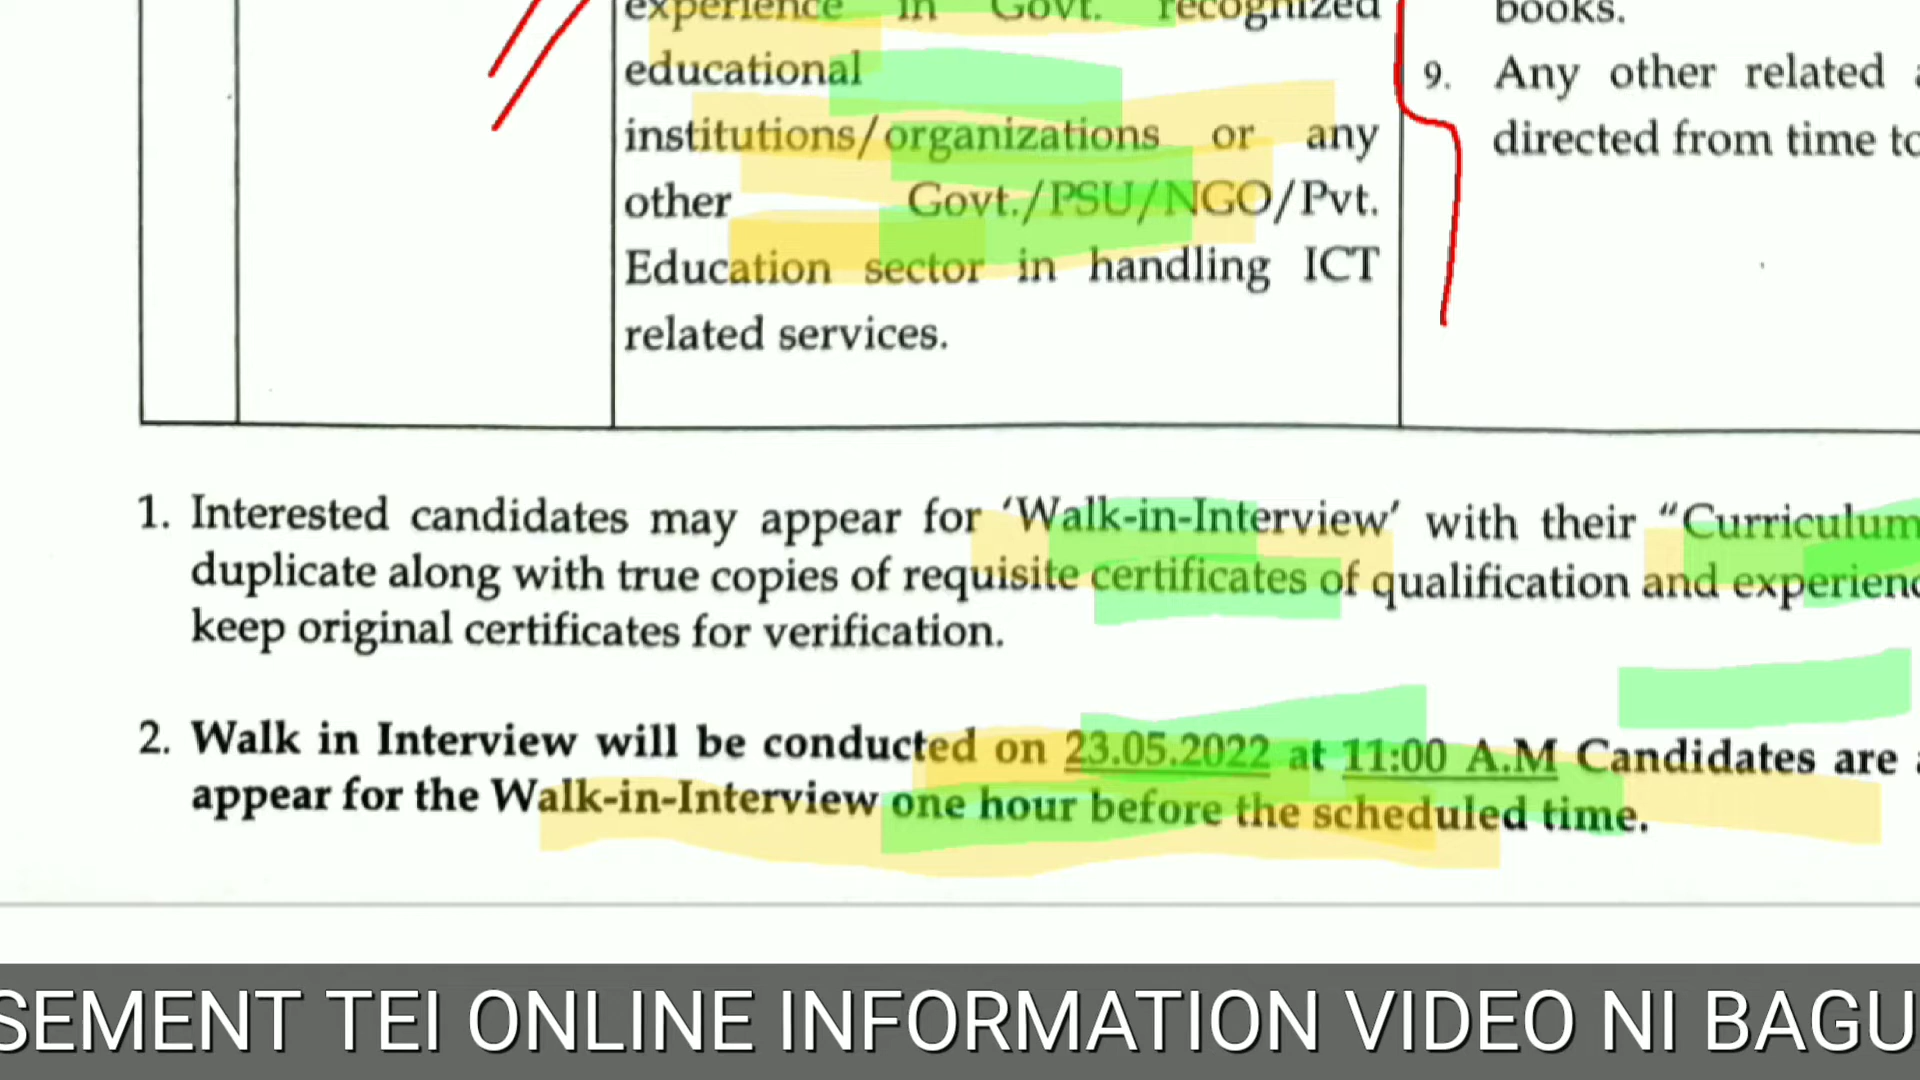 experience in Govt. recognized
educational
institutions/organizations or any
other Govt./PSU/NGO/Pvt.
Education sector in handling ICT
related services.
books.
9. Any other related
directed from time to
1. Interested candidates may appear for ‘Walk-in-Interview’ with their “Curriculum
duplicate along with true copies of requisite certificates of qualification and experienc
keep original certificates for verification.
2. Walk in Interview will be conducted on 23.05.2022 at 11:00 A.M Candidates are
appear for the Walk-in-Interview one hour before the scheduled time.
SEMENT TEI ONLINE INFORMATION VIDEO NI BAGU